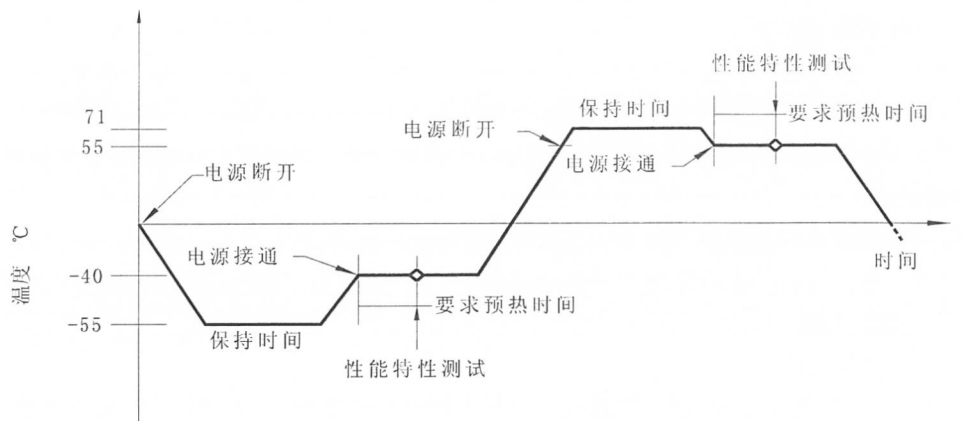 性能特性测试
保持时间
要求预热时间
71
电源断开
55
电源接通
电源断开
温度 ℃
时间
电源接通
-40
要求预热时间
-55
保持时间
性能特性测试